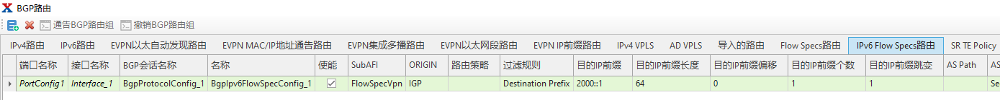 BGP路由
通告BGP路由组 撤销BGP路由组
IPv4路由 IPv6路由 EVPN以太自动发现路由 EVPN MAC/IP地址通告路由 EVPN集成多播路由 EVPN以太网段路由 EVPN IP前缀路由 IPv4 VPLS AD VPLS 导入的路由 Flow Specs路由 IPv6 Flow Specs路由 SR TE Policy
端口名称 接口名称 BGP会话名称 名称 使能 SubAFI ORIGIN 路由策略 过滤规则 目的IP前缀 目的IP前缀长度 目的IP前缀偏移 目的IP前缀个数 目的IP前缀跳变 AS Path AS
PortConfig1 Interface_1 BgpProtocolConfig_1 BgpIpv6FlowSpecConfig_1 FlowSpecVpn IGP Destination Prefix 2000::1 64 0 1 1 Se